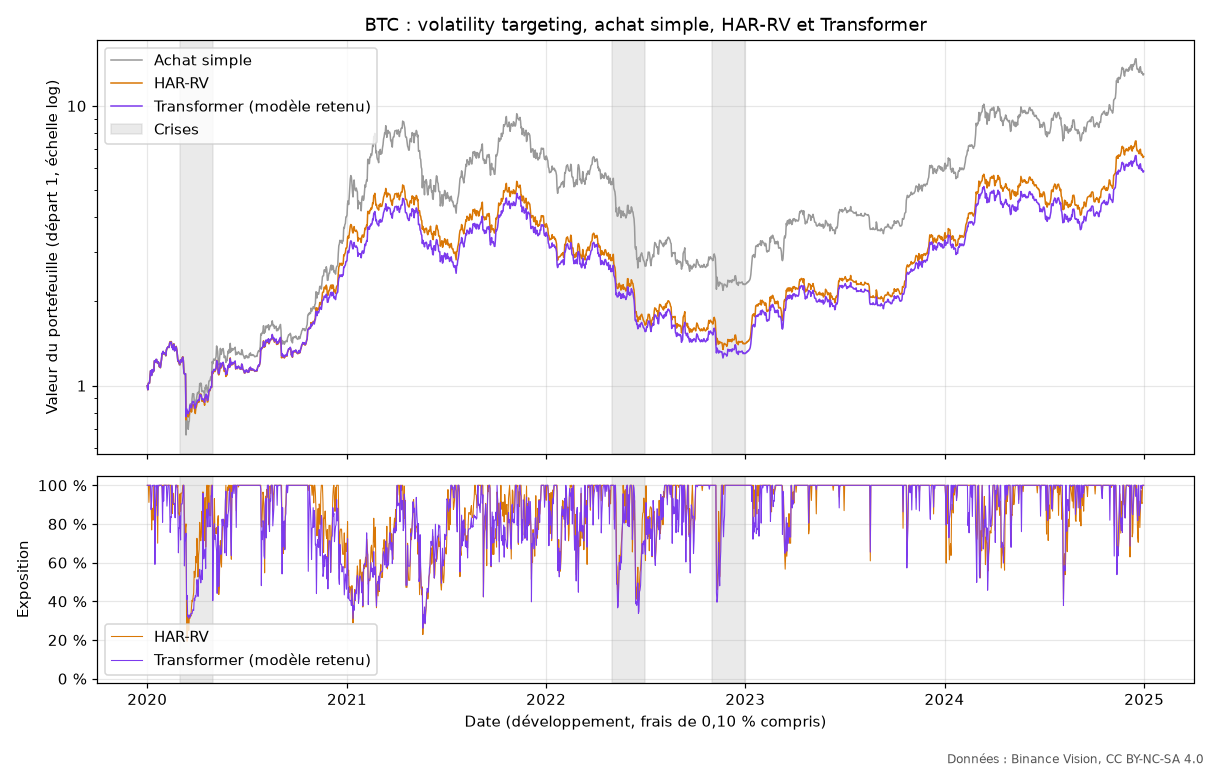 BTC : volatility targeting, achat simple, HAR-RV et Transformer
Valeur du portefeuille (départ 1, échelle log)
10
1
Achat simple
HAR-RV
Transformer (modèle retenu)
Crises
Exposition
100 %
80 %
60 %
40 %
20 %
0 %
HAR-RV
Transformer (modèle retenu)
2020
2021
2022
2023
2024
2025
Date (développement, frais de 0,10 % compris)
Données : Binance Vision, CC BY-NC-SA 4.0